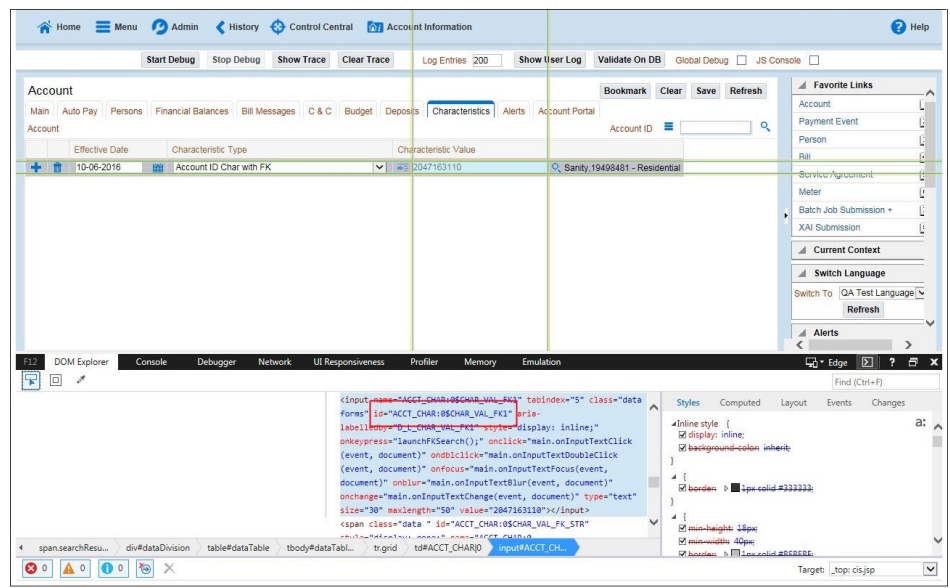 Home Menu Admin History Control Central Account Information Help
Start Debug Stop Debug Show Trace Clear Trace Log Entries 200 Show User Log Validate On DB Global Debug JS Console
Account Bookmark Clear Save Refresh
Main Auto Pay Persons Financial Balances Bill Messages C & C Budget Deposits Characteristics Alerts Account Portal
Account Account ID
Effective Date Characteristic Type Characteristic Value
10-06-2016 Account ID Char with FK 2047163110 Sanity,19498481 - Residential
Favorite Links
Account
Payment Event
Person
Bill
Service Agreement
Meter
Batch Job Submission +
XAI Submission
Current Context
Switch Language
Switch To QA Test Language
Refresh
Alerts
F12 DOM Explorer Console Debugger Network UI Responsiveness Profiler Memory Emulation Edge ?
Find (Ctrl+F)
<input name="ACCT_CHAR:0$CHAR_VAL_FK1" tabindex="5" class="data
forms" id="ACCT_CHAR:0$CHAR_VAL_FK1" aria-
labelledby="D_L_CHAR_VAL_FK1" style="display: inline;"
onkeypress="launchFKSearch();" onclick="main.onInputTextClick
(event, document)" ondblclick="main.onInputTextDoubleClick
(event, document)" onfocus="main.onInputTextFocus(event,
document)" onblur="main.onInputTextBlur(event, document)"
onchange="main.onInputTextChange(event, document)" type="text"
size="30" maxlength="50" value="2047163110"></input>
<span class="data " id="ACCT_CHAR:0$CHAR_VAL_FK_STR"
Styles Computed Layout Events Changes
Inline style { a:
display: inline;
background-color: inherit;
}
{
border: 1px solid #333333;
}
{
min-height: 18px;
min-width: 40px;
border: 1px solid #BEBEBE;
span.searchResu... div#dataDivision table#dataTable tbody#dataTabl... tr.grid td#ACCT_CHAR|0 input#ACCT_CH...
0 0 0 Target: _top: cis.jsp